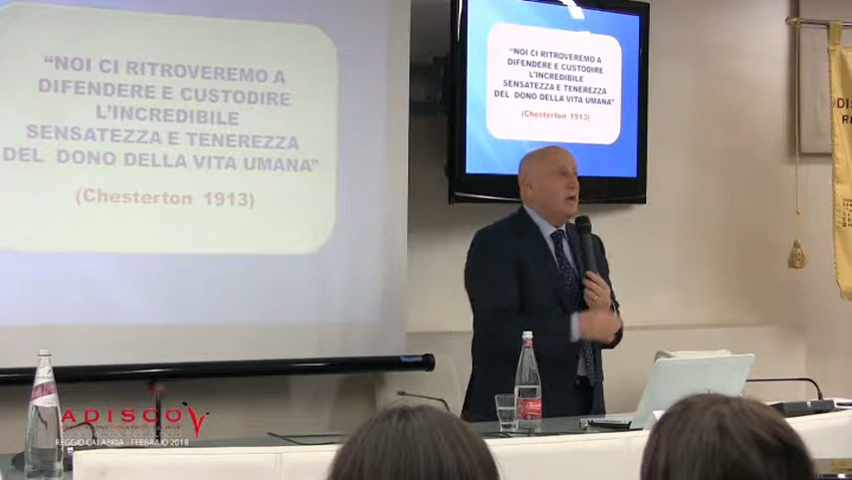 “NOI CI RITROVEREMO A
DIFENDERE E CUSTODIRE
L’INCREDIBILE
SENSATEZZA E TENEREZZA
DEL DONO DELLA VITA UMANA”
(Chesterton 1913)
“NOI CI RITROVEREMO A
DIFENDERE E CUSTODIRE
L’INCREDIBILE
SENSATEZZA E TENEREZZA
DEL DONO DELLA VITA UMANA”
(Chesterton 1913)
ADISCO
REGGIO CALABRIA - FEBBRAIO 2018